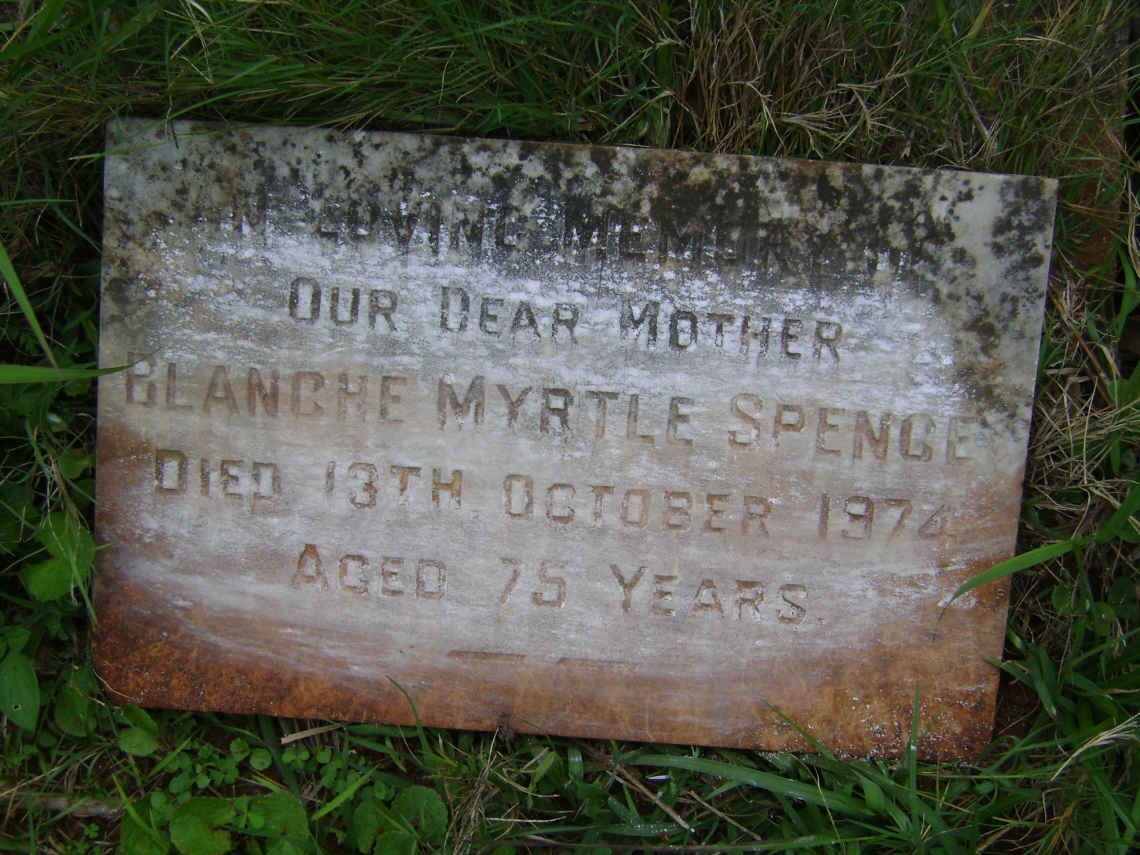 IN LOVING MEMORY OF
OUR DEAR MOTHER
BLANCHE MYRTLE SPENCE
DIED 13TH. OCTOBER 1974
AGED 75 YEARS.